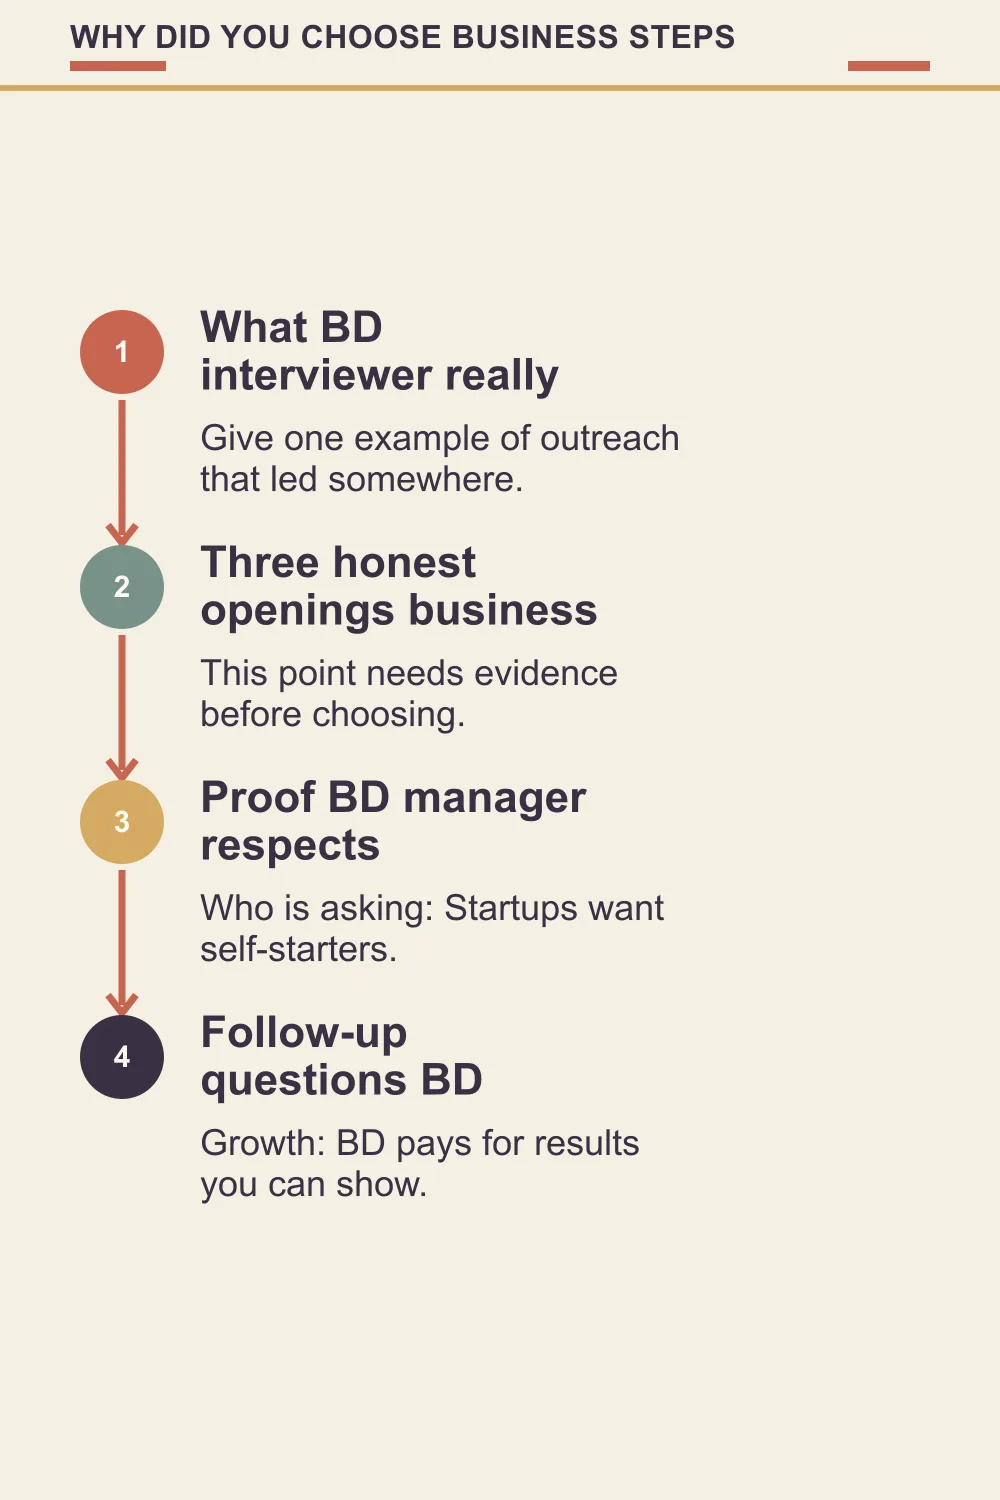 WHY DID YOU CHOOSE BUSINESS STEPS
1
What BD
interviewer really
Give one example of outreach
that led somewhere.
2
Three honest
openings business
This point needs evidence
before choosing.
3
Proof BD manager
respects
Who is asking: Startups want
self-starters.
4
Follow-up
questions BD
Growth: BD pays for results
you can show.